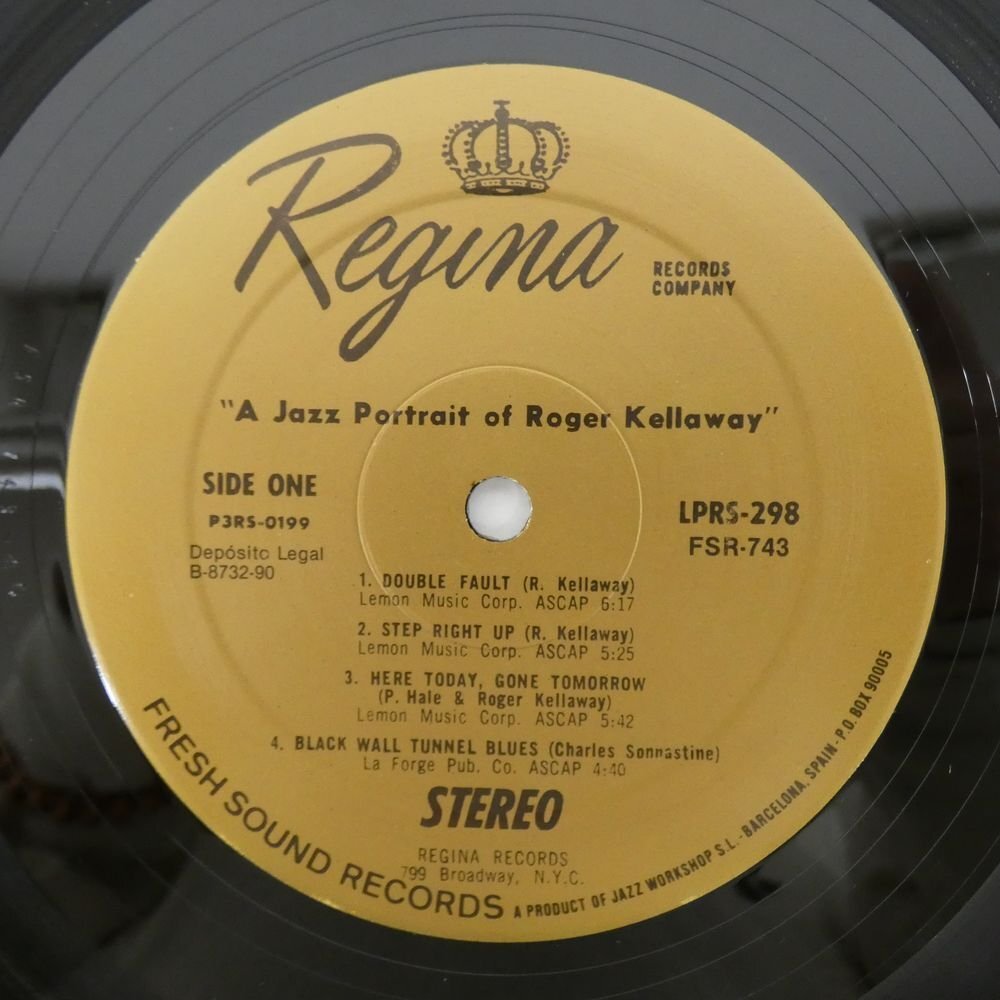 Regina
RECORDS
COMPANY
"A Jazz Portrait of Roger Kellaway"
SIDE ONE
P3RS-0199
Depósito Legal
B-8732-90
LPRS-298
FSR-743
1. DOUBLE FAULT (R. Kellaway)
Lemon Music Corp. ASCAP 6:17
2. STEP RIGHT UP (R. Kellaway)
Lemon Music Corp. ASCAP 5:25
3. HERE TODAY, GONE TOMORROW
(P. Hale & Roger Kellaway)
Lemon Music Corp. ASCAP 5:42
4. BLACK WALL TUNNEL BLUES (Charles Sonnastine)
La Forge Pub. Co. ASCAP 4:40
STEREO
REGINA RECORDS
799 Broadway, N.Y.C.
FRESH SOUND RECORDS A PRODUCT OF JAZZ WORKSHOP S.L.-BARCELONA, SPAIN - P.O. BOX 90005